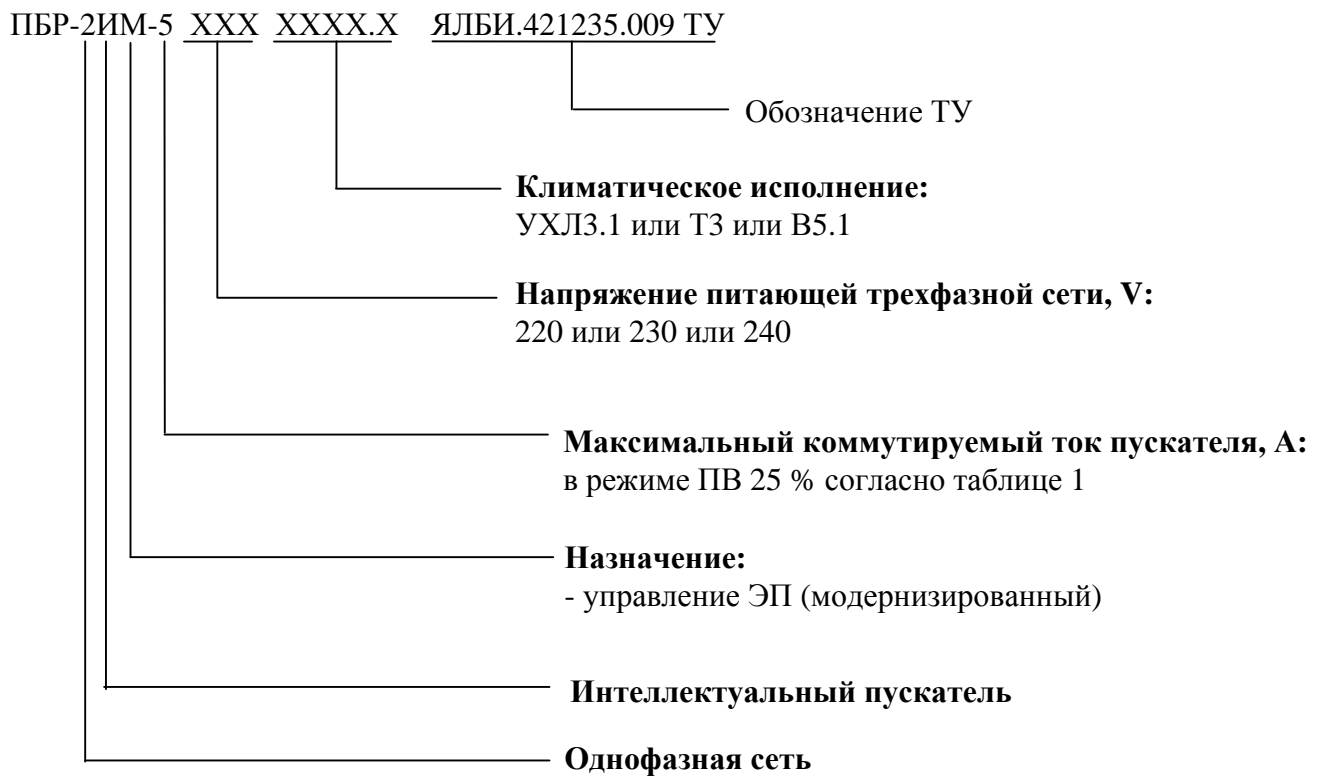 ПБР-2ИМ-5 XXX XXXX.X ЯЛБИ.421235.009 ТУ
Обозначение ТУ
Климатическое исполнение:
УХЛ3.1 или Т3 или В5.1
Напряжение питающей трехфазной сети, V:
220 или 230 или 240
Максимальный коммутируемый ток пускателя, А:
в режиме ПВ 25 % согласно таблице 1
Назначение:
- управление ЭП (модернизированный)
Интеллектуальный пускатель
Однофазная сеть